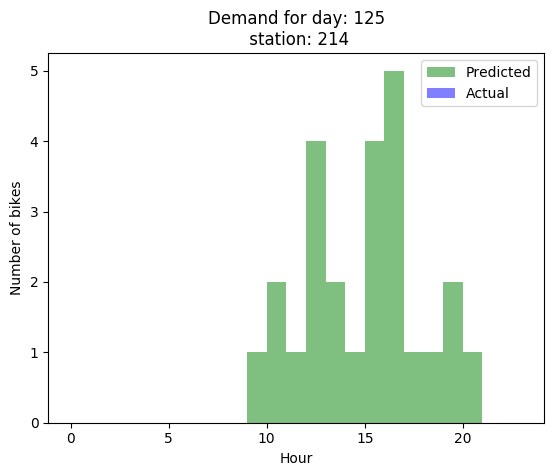 Demand for day: 125
station: 214
Predicted
Actual
Number of bikes
5
4
3
2
1
0
0
5
10
15
20
Hour